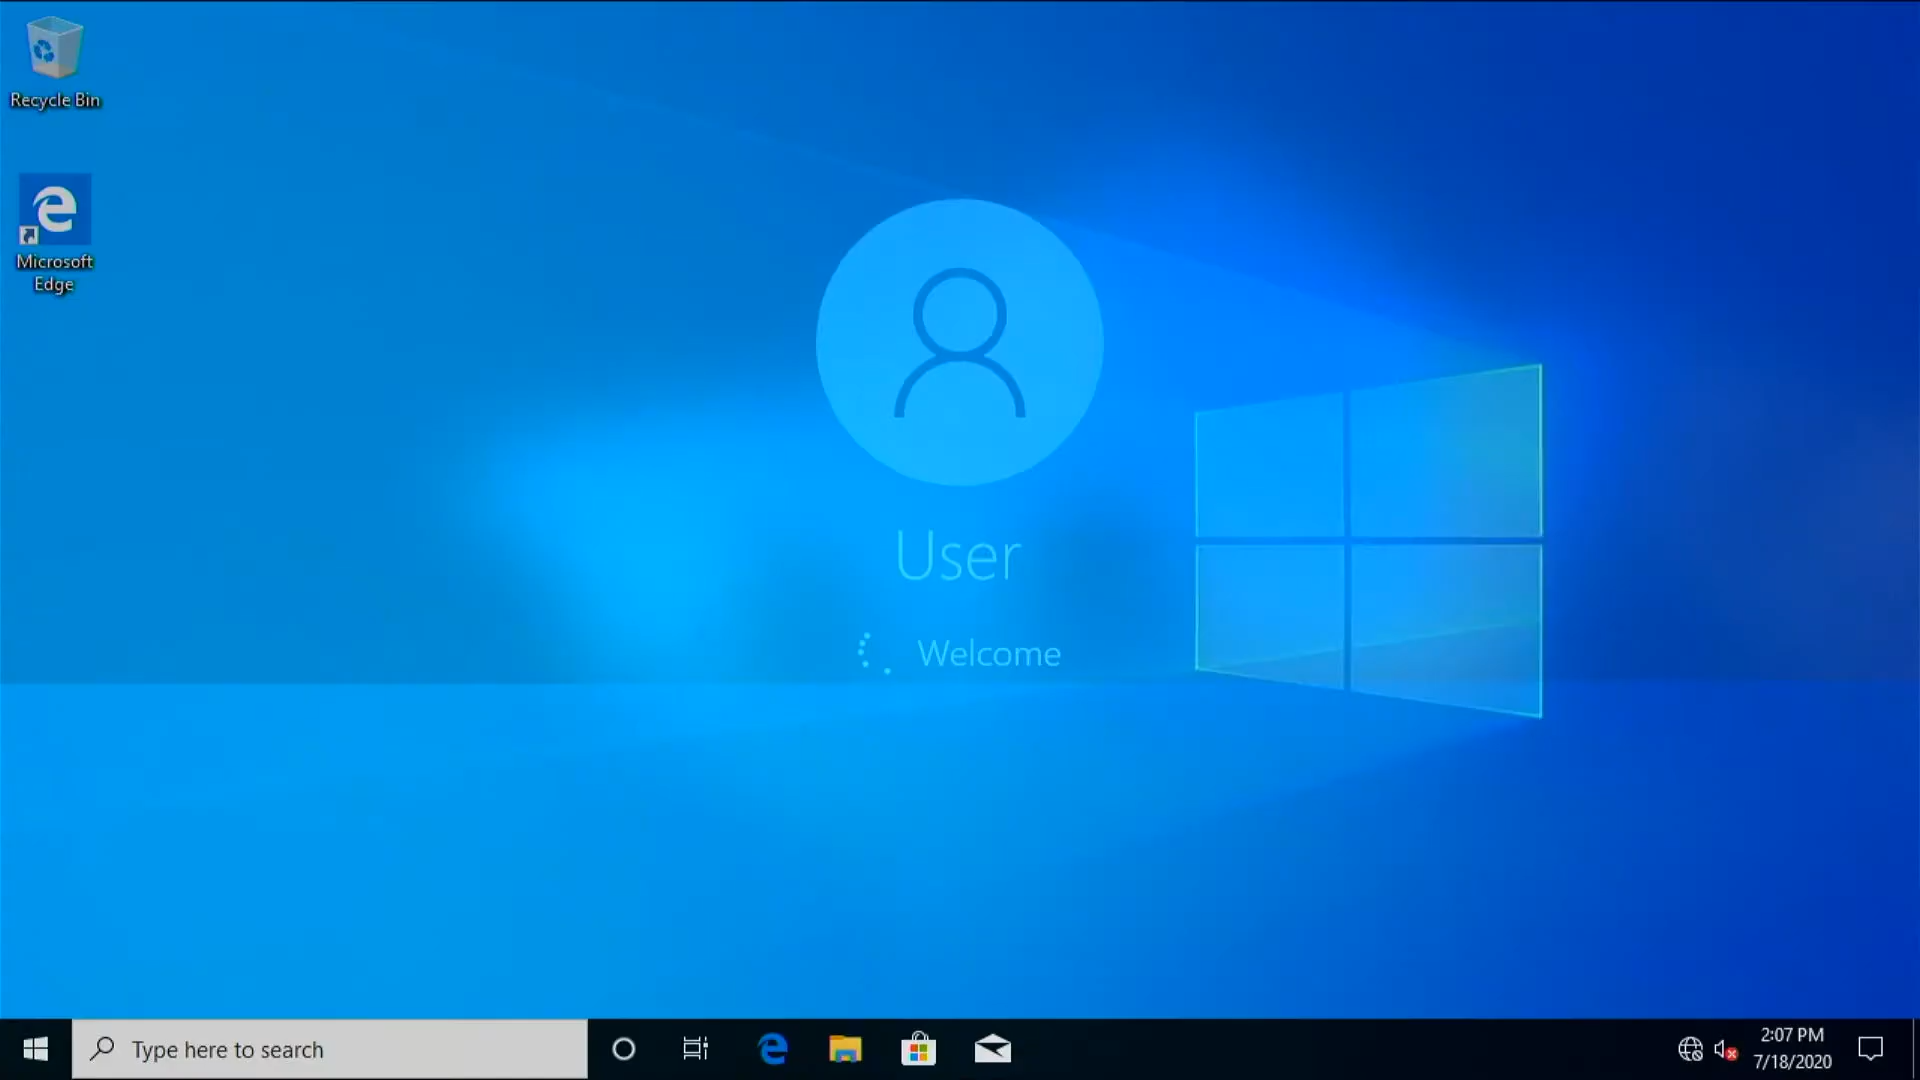 Recycle Bin
Microsoft
Edge
User
Welcome
Type here to search
2:07 PM
7/18/2020